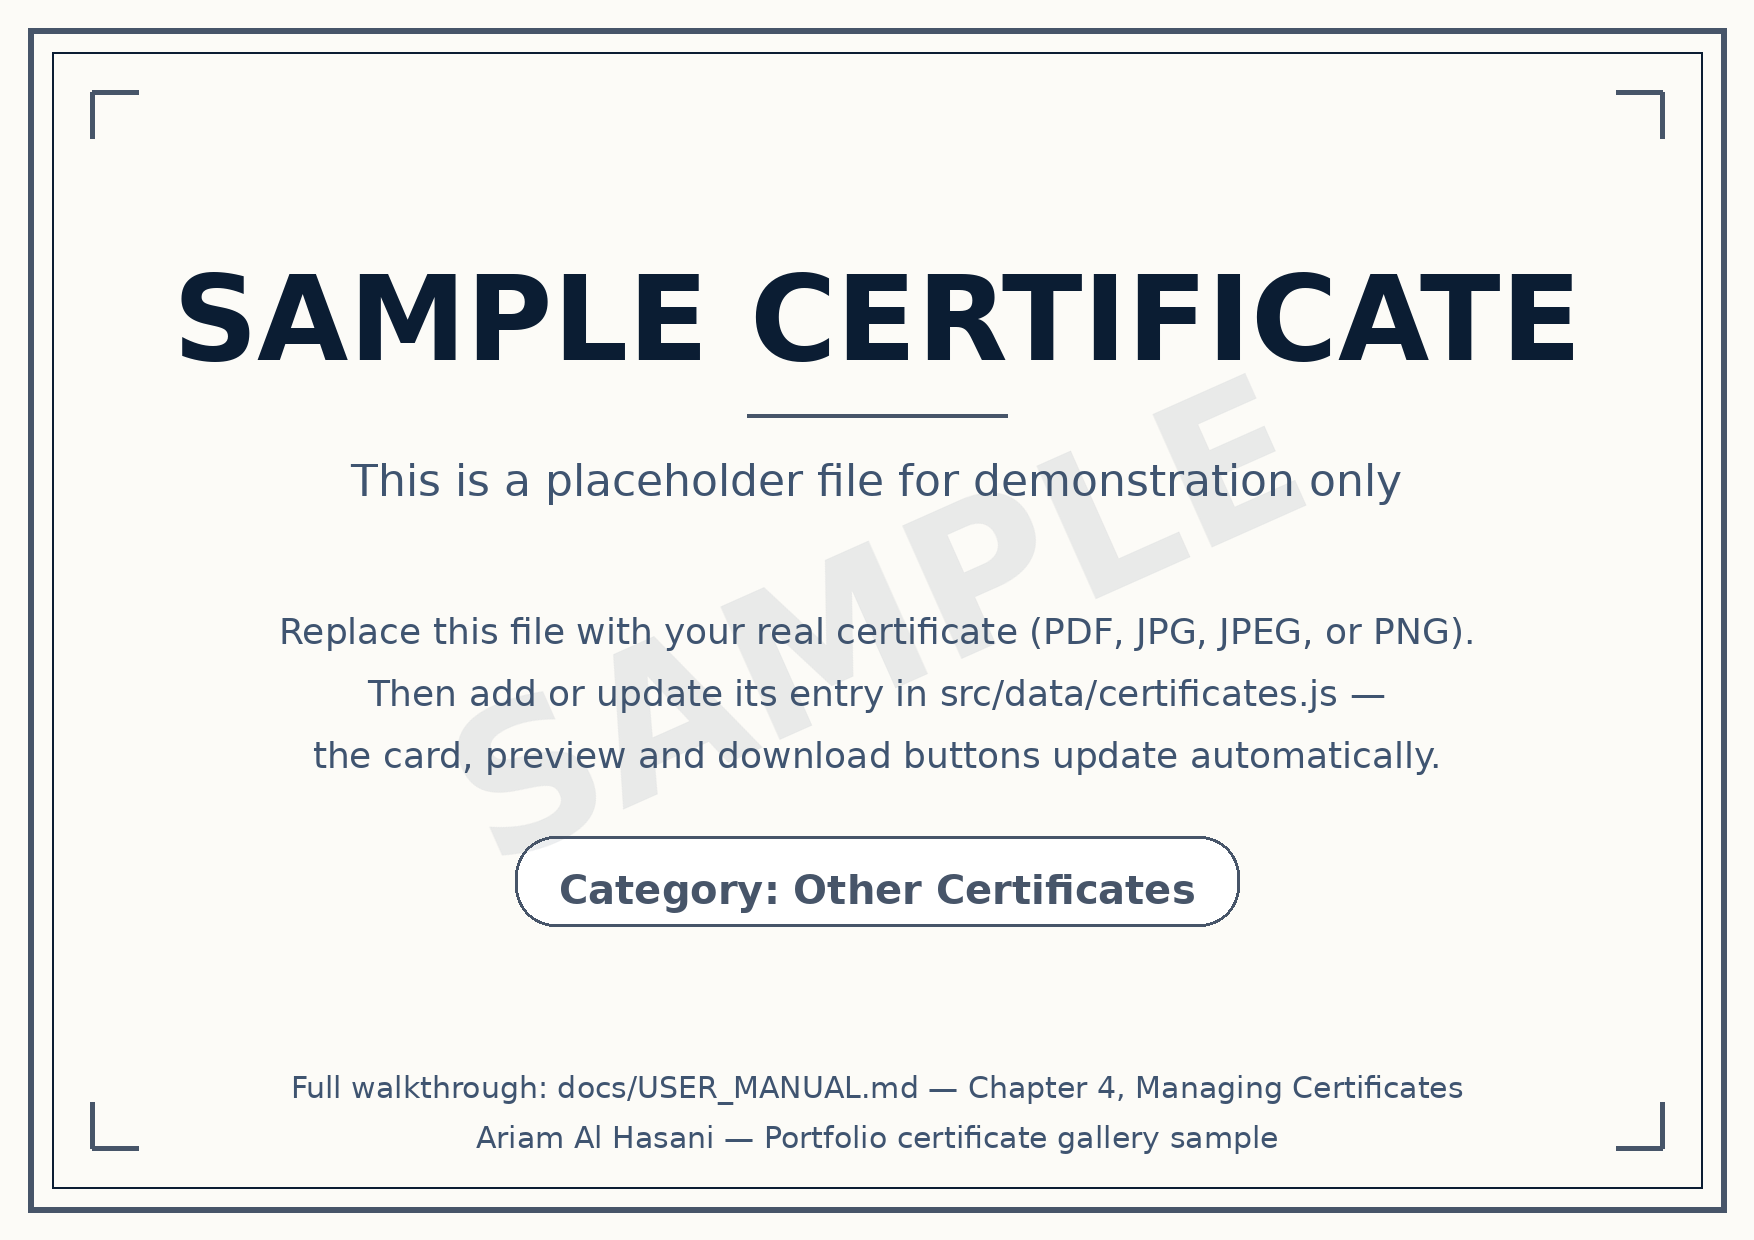 SAMPLE CERTIFICATE
This is a placeholder file for demonstration only
SAMPLE
Replace this file with your real certificate (PDF, JPG, JPEG, or PNG).
Then add or update its entry in src/data/certificates.js —
the card, preview and download buttons update automatically.
Category: Other Certificates
Full walkthrough: docs/USER_MANUAL.md — Chapter 4, Managing Certificates
Ariam Al Hasani — Portfolio certificate gallery sample